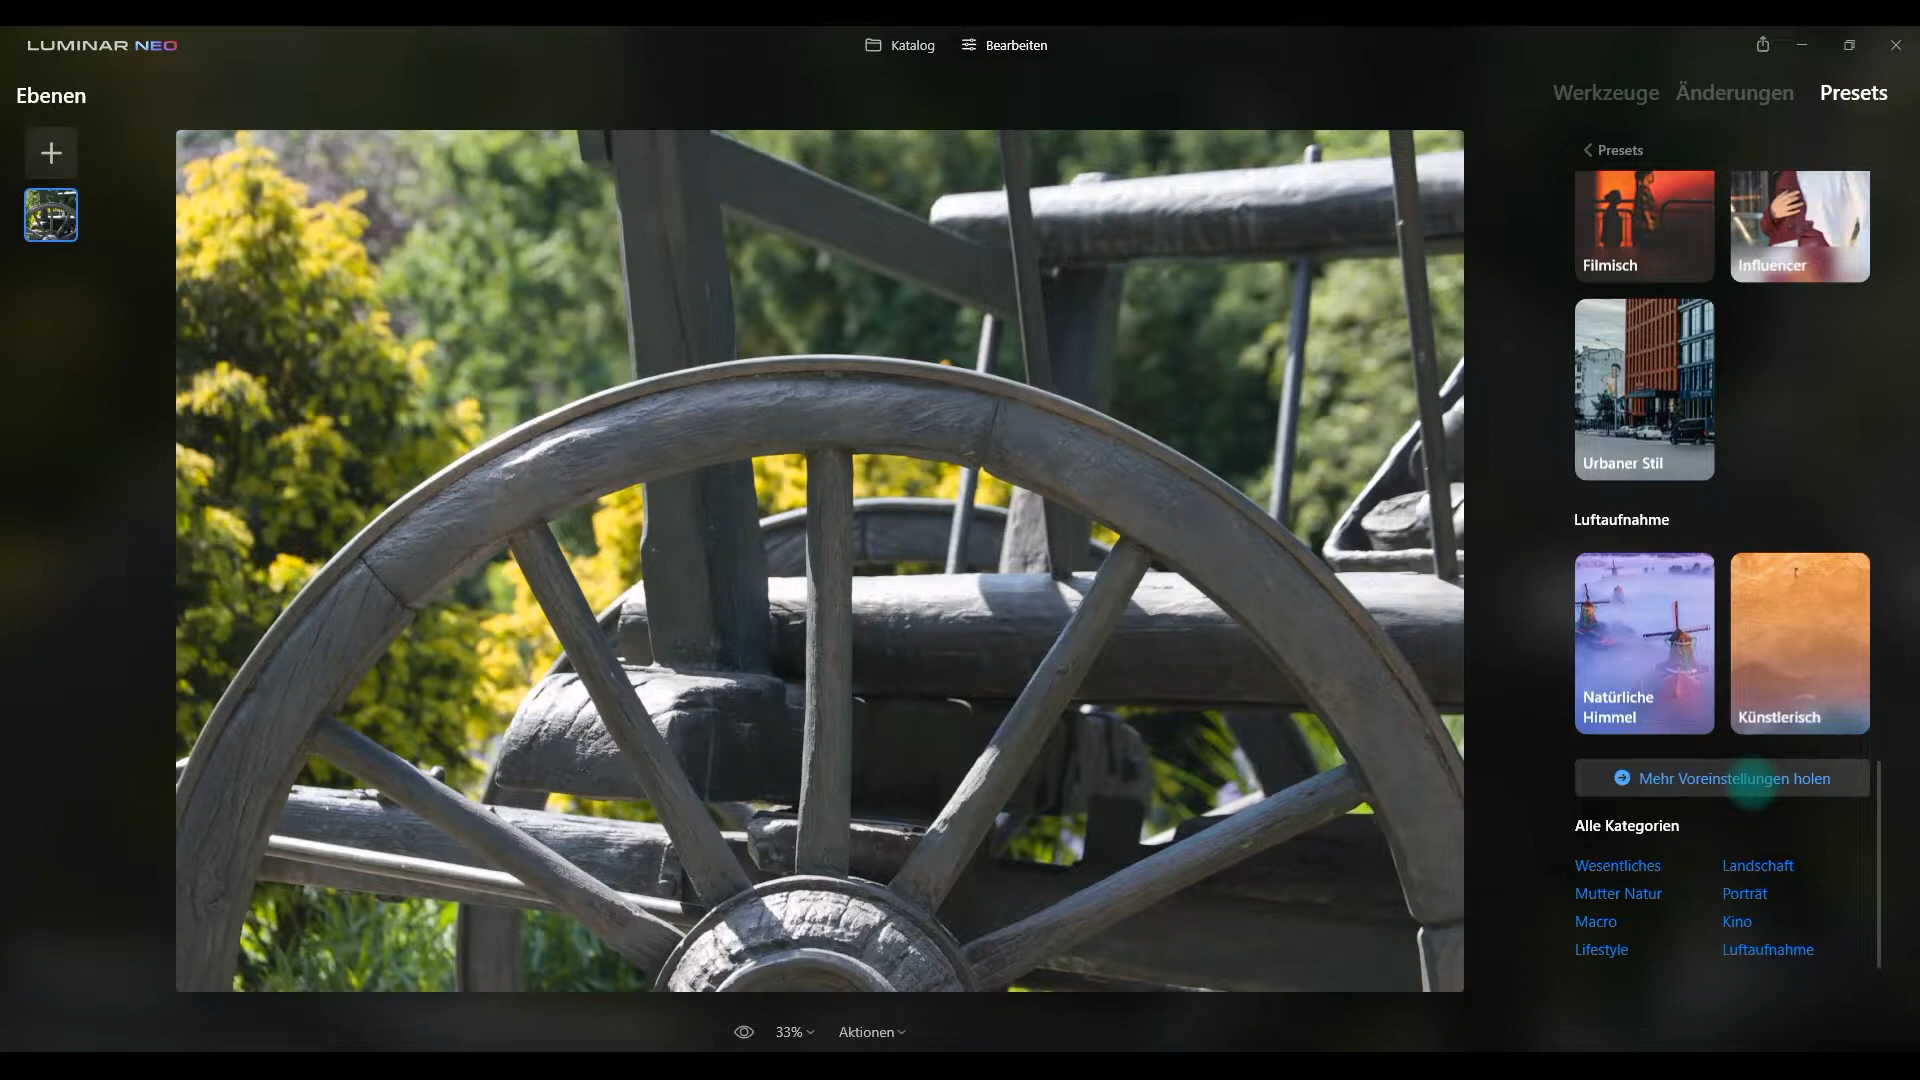 LUMINAR NEO
Katalog
Bearbeiten
Ebenen
Werkzeuge
Änderungen
Presets
Presets
Filmisch
Influencer
Urbaner Stil
Luftaufnahme
Natürliche
Himmel
Künstlerisch
Mehr Voreinstellungen holen
Alle Kategorien
Wesentliches
Landschaft
Mutter Natur
Porträt
Macro
Kino
Lifestyle
Luftaufnahme
33%
Aktionen